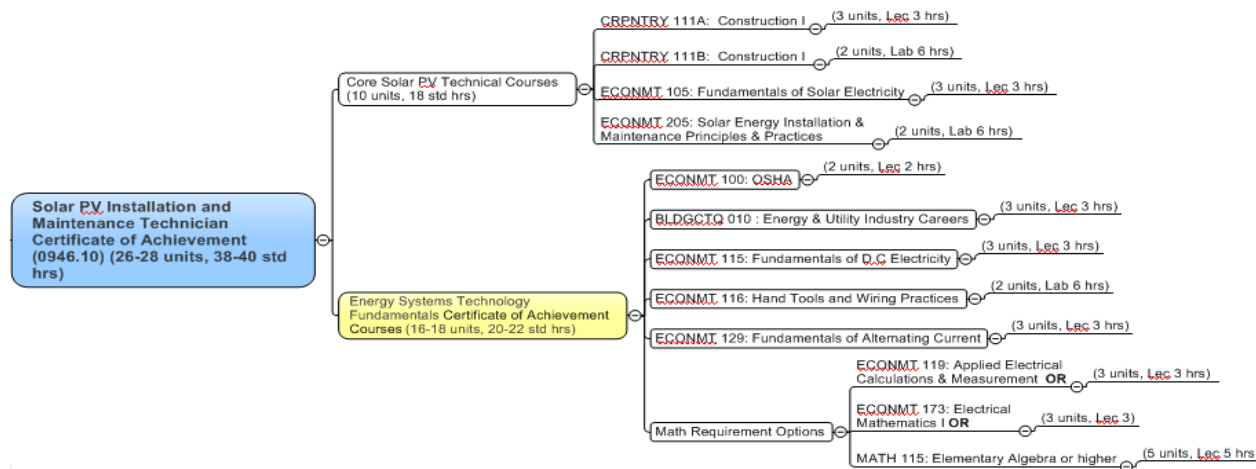 Solar PV Installation and
Maintenance Technician
Certificate of Achievement
(0946.10) (26-28 units, 38-40 std
hrs)
Core Solar PV Technical Courses
(10 units, 18 std hrs)
CRPNTRY 111A:  Construction I
(3 units, Lec 3 hrs)
CRPNTRY 111B:  Construction I
(2 units, Lab 6 hrs)
ECONMT 105: Fundamentals of Solar Electricity
(3 units, Lec 3 hrs)
ECONMT 205: Solar Energy Installation &
Maintenance Principles & Practices
(2 units, Lab 6 hrs)
Energy Systems Technology
Fundamentals Certificate of Achievement
Courses (16-18 units, 20-22 std hrs)
ECONMT 100: OSHA
(2 units, Lec 2 hrs)
BLDGCTQ 010 : Energy & Utility Industry Careers
(3 units, Lec 3 hrs)
ECONMT 115: Fundamentals of D.C Electricity
(3 units, Lec 3 hrs)
ECONMT 116: Hand Tools and Wiring Practices
(2 units, Lab 6 hrs)
ECONMT 129: Fundamentals of Alternating Current
(3 units, Lec 3 hrs)
Math Requirement Options
ECONMT 119: Applied Electrical
Calculations & Measurement  OR
(3 units, Lec 3 hrs)
ECONMT 173: Electrical
Mathematics I OR
(3 units, Lec 3)
MATH 115: Elementary Algebra or higher
(5 units, Lec 5 hrs